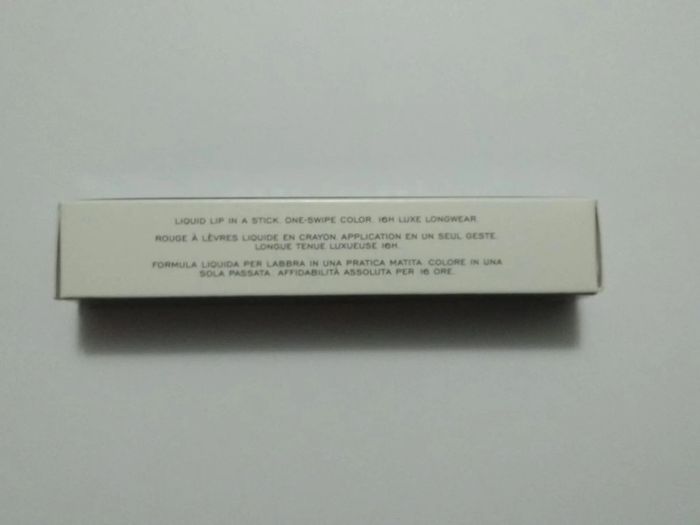 LIQUID LIP IN A STICK. ONE-SWIPE COLOR. 16H LUXE LONGWEAR.
ROUGE À LÈVRES LIQUIDE EN CRAYON. APPLICATION EN UN SEUL GESTE.
LONGUE TENUE LUXUEUSE 16H.
FORMULA LIQUIDA PER LABBRA IN UNA PRATICA MATITA. COLORE IN UNA
SOLA PASSATA. AFFIDABILITÀ ASSOLUTA PER 16 ORE.